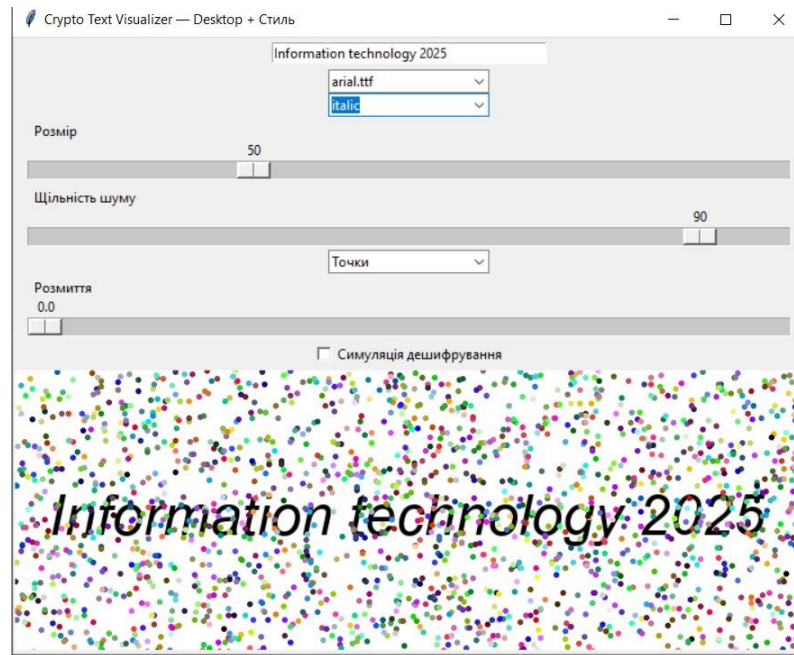 Crypto Text Visualizer — Desktop + Стиль
Information technology 2025
arial.ttf
italic
Розмір
50
Щільність шуму
90
Точки
Розмиття
0.0
Симуляція дешифрування
Information technology 2025